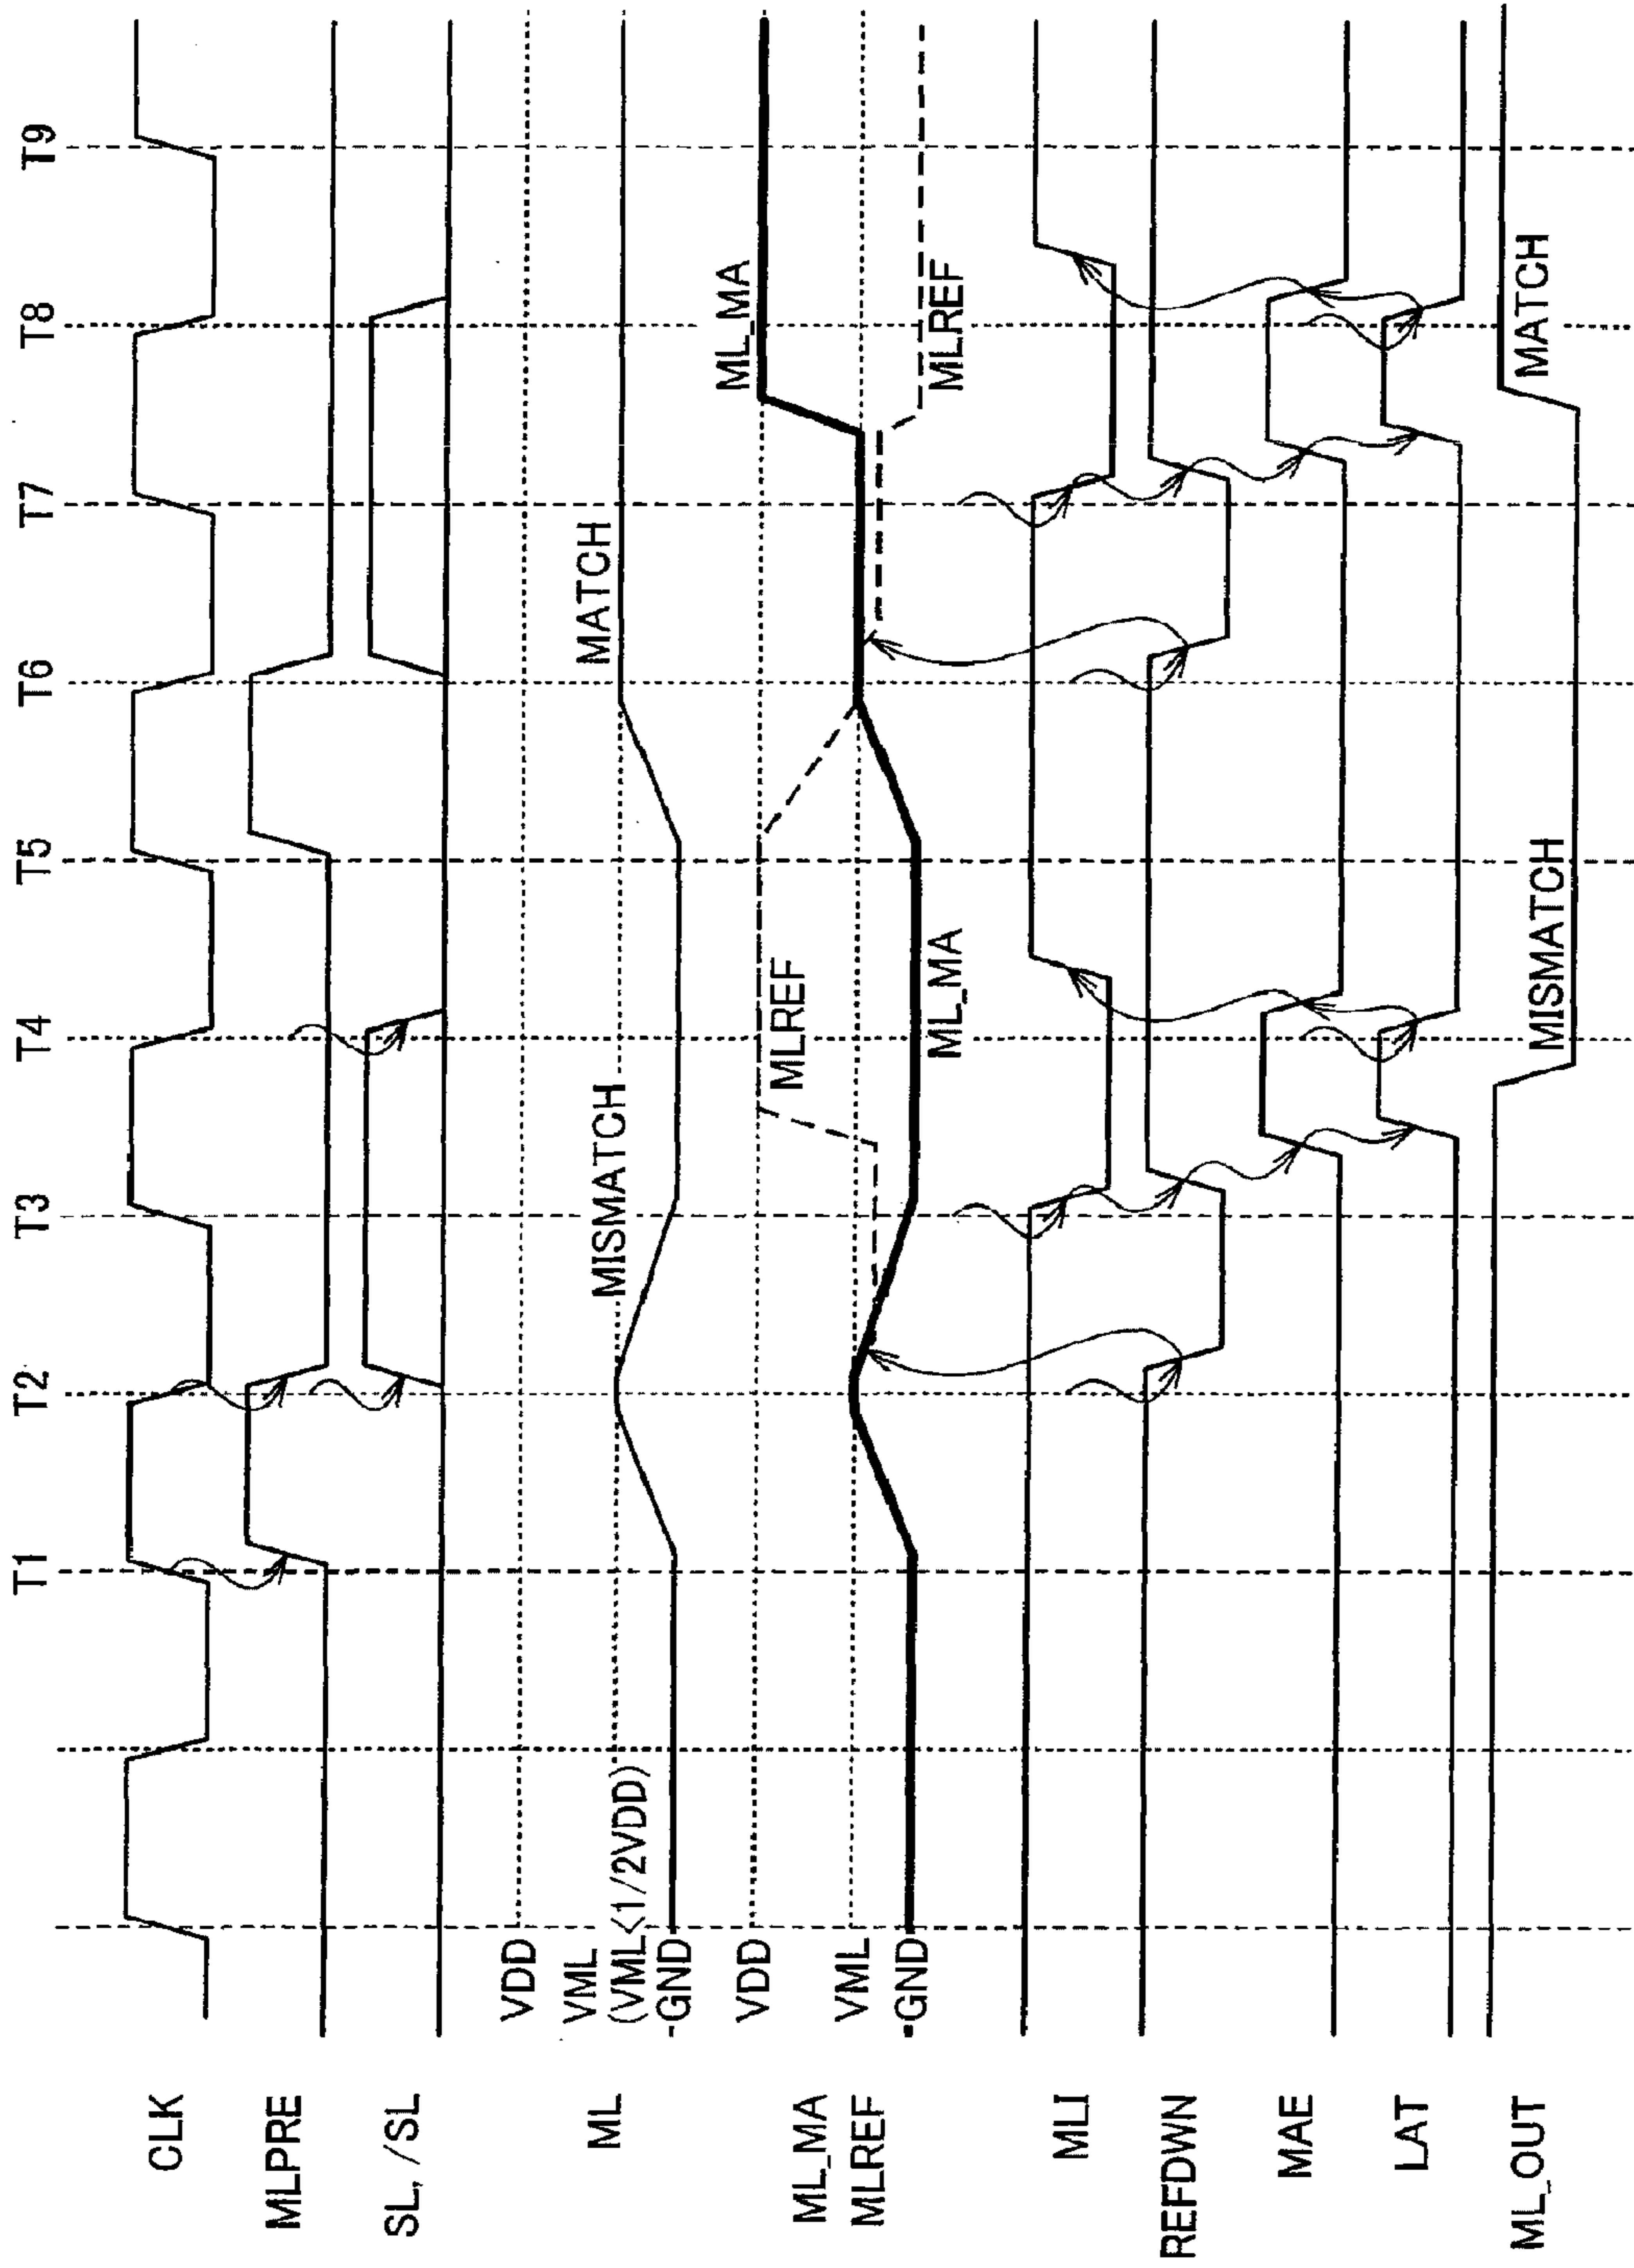 T1 T2 T3 T4 T5 T6 T7 T8 T9
CLK
MLPRE
SL, /SL
ML
VDD
VML
(VML<1/2VDD)
GND
MISMATCH
MATCH
ML_MA
MLREF
VDD
VML
GND
MLREF
ML_MA
ML_MA
MLREF
MLI
REFDWN
MAE
LAT
ML_OUT
MISMATCH
MATCH